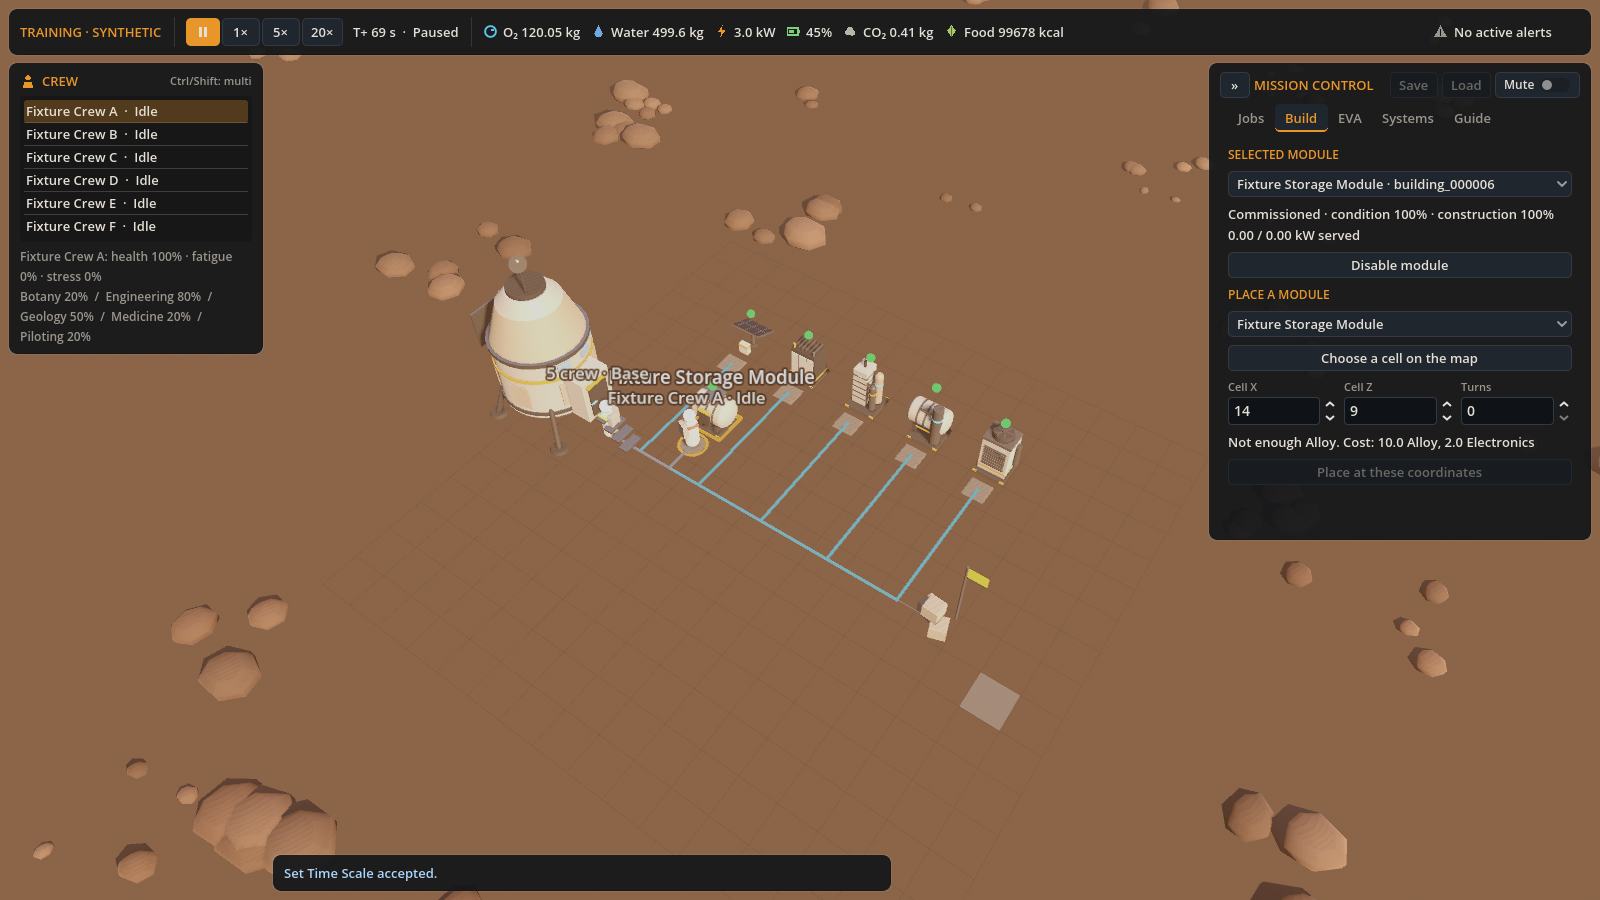 TRAINING · SYNTHETIC
1×
5×
20×
T+ 69 s · Paused
O₂ 120.05 kg
Water 499.6 kg
3.0 kW
45%
CO₂ 0.41 kg
Food 99678 kcal
No active alerts
CREW
Ctrl/Shift: multi
Fixture Crew A · Idle
Fixture Crew B · Idle
Fixture Crew C · Idle
Fixture Crew D · Idle
Fixture Crew E · Idle
Fixture Crew F · Idle
Fixture Crew A: health 100% · fatigue
0% · stress 0%
Botany 20% / Engineering 80% /
Geology 50% / Medicine 20% /
Piloting 20%
5 crew · Base
Fixture Storage Module
Fixture Crew A · Idle
»
MISSION CONTROL
Save
Load
Mute
Jobs
Build
EVA
Systems
Guide
SELECTED MODULE
Fixture Storage Module · building_000006
Commissioned · condition 100% · construction 100%
0.00 / 0.00 kW served
Disable module
PLACE A MODULE
Fixture Storage Module
Choose a cell on the map
Cell X
Cell Z
Turns
14
9
0
Not enough Alloy. Cost: 10.0 Alloy, 2.0 Electronics
Place at these coordinates
Set Time Scale accepted.